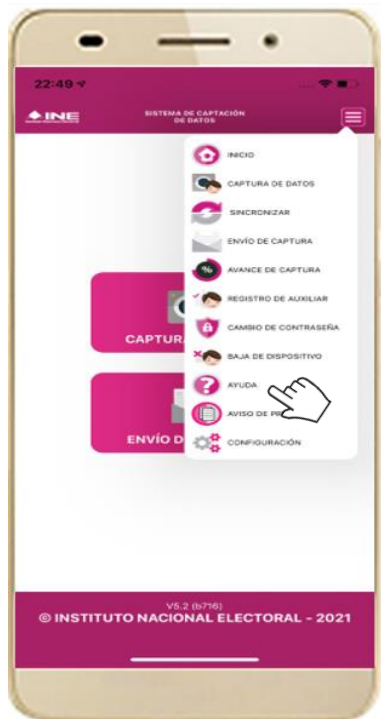 22:49
INE
SISTEMA DE CAPTACIÓN
DE DATOS
INICIO
CAPTURA DE DATOS
SINCRONIZAR
ENVÍO DE CAPTURA
%
AVANCE DE CAPTURA
REGISTRO DE AUXILIAR
CAMBIO DE CONTRASEÑA
BAJA DE DISPOSITIVO
?
AYUDA
AVISO DE PR
CONFIGURACIÓN
CAPTUR
ENVÍO D
V5.2 (b716)
© INSTITUTO NACIONAL ELECTORAL - 2021